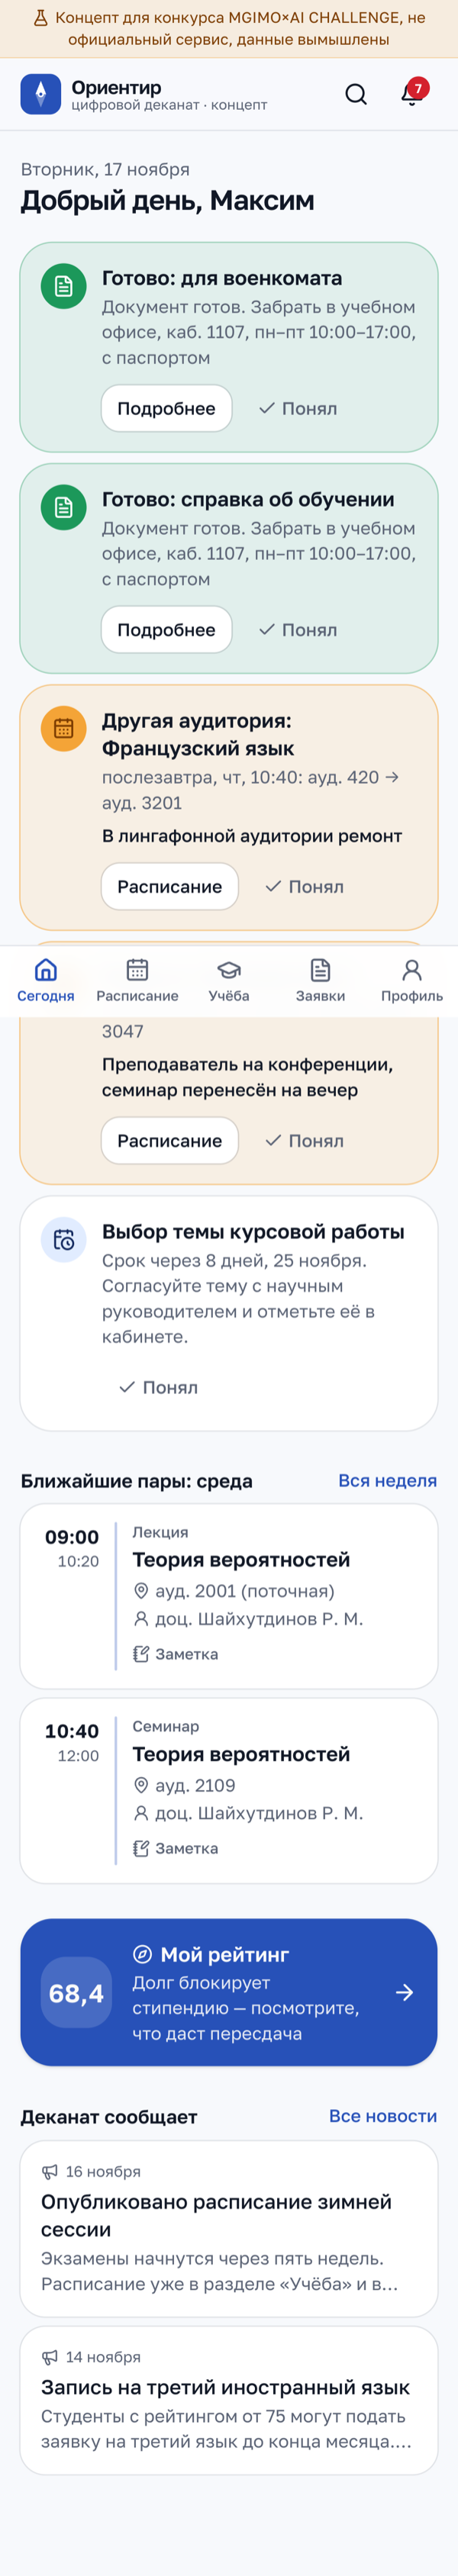 Концепт для конкурса MGIMO×AI CHALLENGE, не
официальный сервис, данные вымышлены
Ориентир
цифровой деканат · концепт
7
Вторник, 17 ноября
Добрый день, Максим
Готово: для военкомата
Документ готов. Забрать в учебном
офисе, каб. 1107, пн–пт 10:00–17:00,
с паспортом
Подробнее
Понял
Готово: справка об обучении
Документ готов. Забрать в учебном
офисе, каб. 1107, пн–пт 10:00–17:00,
с паспортом
Подробнее
Понял
Другая аудитория:
Французский язык
послезавтра, чт, 10:40: ауд. 420 →
ауд. 3201
В лингафонной аудитории ремонт
Расписание
Понял
Сегодня
Расписание
Учёба
Заявки
Профиль
3047
Преподаватель на конференции,
семинар перенесён на вечер
Расписание
Понял
Выбор темы курсовой работы
Срок через 8 дней, 25 ноября.
Согласуйте тему с научным
руководителем и отметьте её в
кабинете.
Понял
Ближайшие пары: среда
Вся неделя
09:00
10:20
Лекция
Теория вероятностей
ауд. 2001 (поточная)
доц. Шайхутдинов Р. М.
Заметка
10:40
12:00
Семинар
Теория вероятностей
ауд. 2109
доц. Шайхутдинов Р. М.
Заметка
68,4
Мой рейтинг
Долг блокирует
стипендию — посмотрите,
что даст пересдача
Деканат сообщает
Все новости
16 ноября
Опубликовано расписание зимней
сессии
Экзамены начнутся через пять недель.
Расписание уже в разделе «Учёба» и в…
14 ноября
Запись на третий иностранный язык
Студенты с рейтингом от 75 могут подать
заявку на третий язык до конца месяца.…